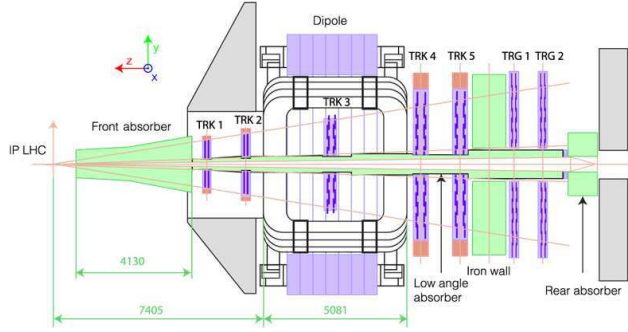 Dipole
TRK 4
TRK 5
TRG 1
TRG 2
y
z
x
TRK 3
TRK 2
TRK 1
Front absorber
IP LHC
4130
Iron wall
Low angle
absorber
Rear absorber
7405
5081